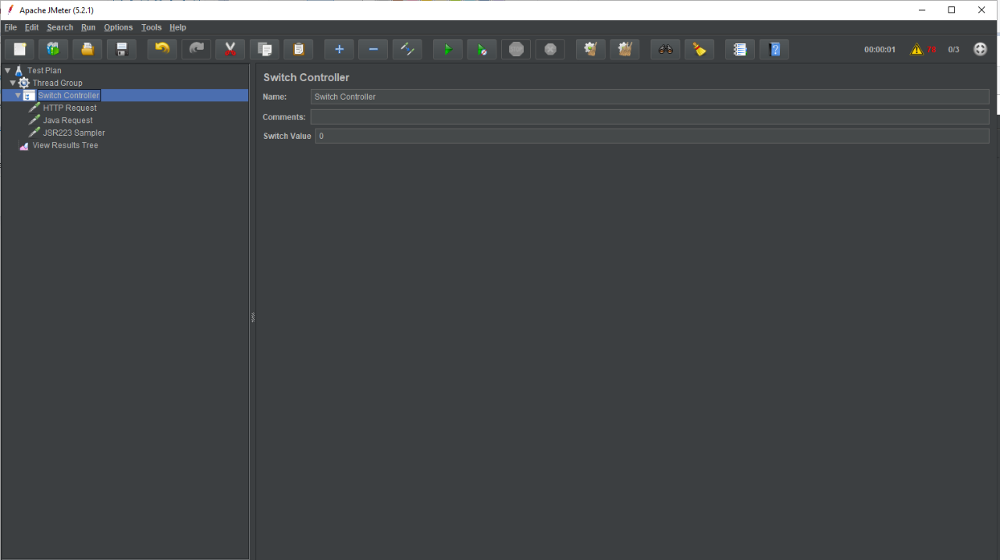 Apache JMeter (5.2.1)
File Edit Search Run Options Tools Help
00:00:01 78 0/3
Test Plan
Thread Group
Switch Controller
HTTP Request
Java Request
JSR223 Sampler
View Results Tree
Switch Controller
Name: Switch Controller
Comments:
Switch Value 0